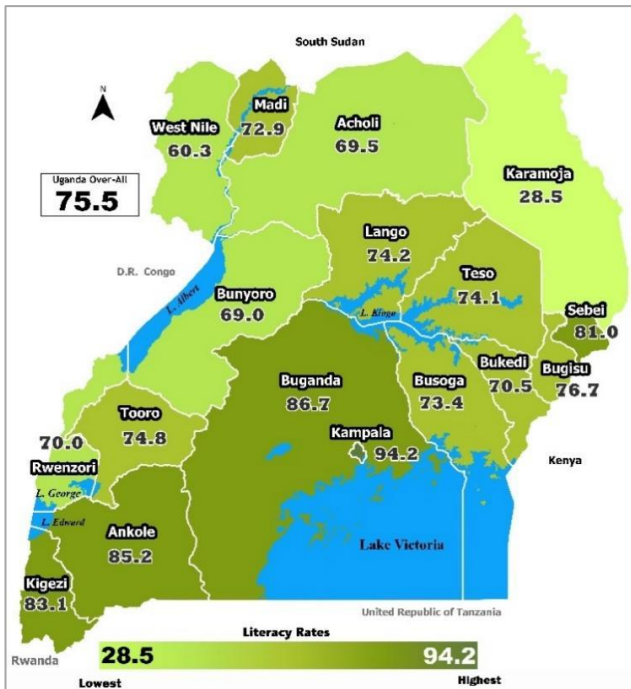 South Sudan
Madi
72.9
West Nile
60.3
Acholi
69.5
Karamoja
28.5
Uganda Over-All
75.5
Lango
74.2
D.R. Congo
L. Albert
Bunyoro
69.0
Teso
74.1
L. Kioga
Sebei
81.0
Bukedi
70.5
Bugisu
76.7
Buganda
86.7
Busoga
73.4
Tooro
74.8
Kampala
94.2
70.0
Rwenzori
Kenya
L. George
L. Edward
Ankole
85.2
Lake Victoria
Kigezi
83.1
United Republic of Tanzania
Rwanda
Literacy Rates
28.5
94.2
Lowest
Highest